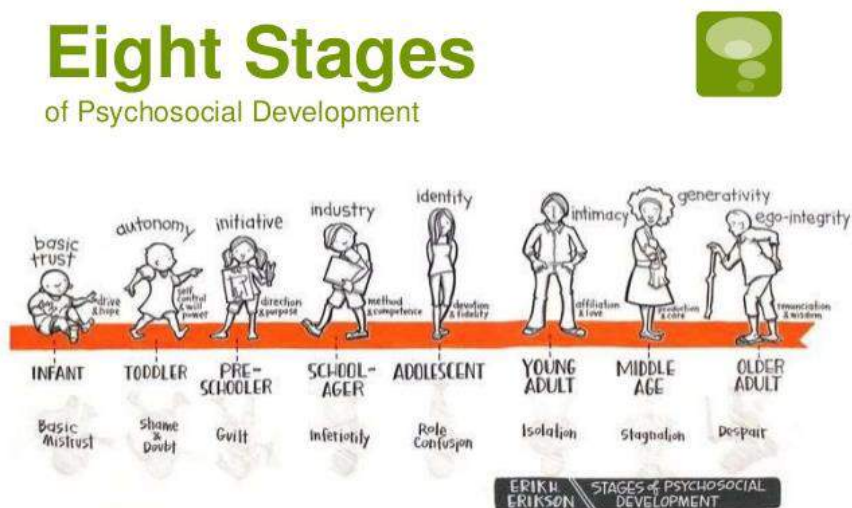 Eight Stages
of Psychosocial Development
basic
trust
drive
& hope
autonomy
self
control
& will
power
initiative
direction
& purpose
industry
method
& competence
identity
devotion
& fidelity
intimacy
affiliation
& love
generativity
production
& care
ego-integrity
renunciation
& wisdom
INFANT
TODDLER
PRE-
SCHOOLER
SCHOOL-
AGER
ADOLESCENT
YOUNG
ADULT
MIDDLE
AGE
OLDER
ADULT
Basic
Mistrust
Shame
&
Doubt
Guilt
Inferiotily
Role
Confusion
Isolation
Stagnation
Despair
ERIK H
ERIKSON
STAGES of PSYCHOSOCIAL
DEVELOPMENT